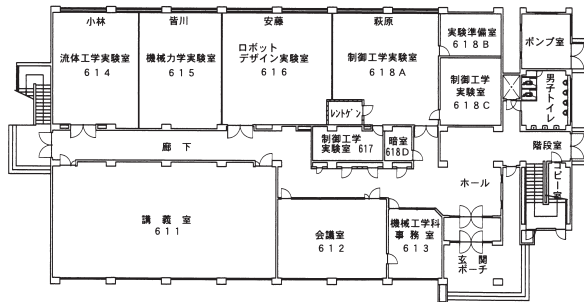 小林
皆川
安藤
萩原
流体工学実験室
６１４
機械力学実験室
６１５
ロボット
デザイン実験室
６１６
制御工学実験室
６１８Ａ
実験準備室
６１８Ｂ
ポンプ室
制御工学
実験室
６１８Ｃ
男子トイレ
レントゲン
制御工学
実験室 617
暗室
618D
廊下
階段室
コピー室
ホール
講義室
６１１
会議室
６１２
機械工学科
事務室
６１３
玄関
ポーチ